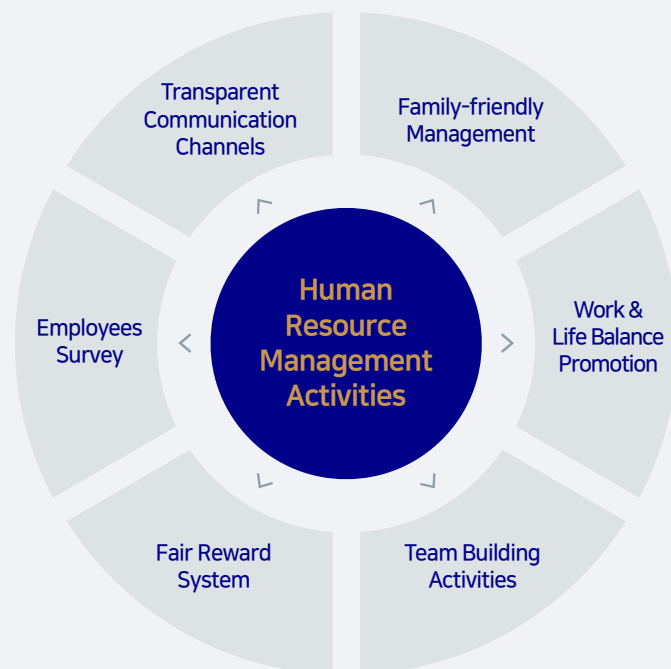 Transparent
Communication
Channels
Family-friendly
Management
Employees
Survey
Human
Resource
Management
Activities
Work &
Life Balance
Promotion
Fair Reward
System
Team Building
Activities